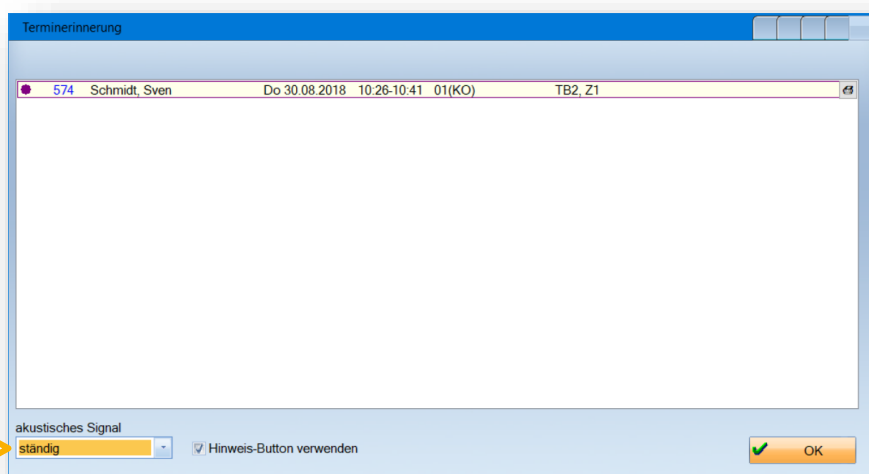 Terminerinnerung
574 Schmidt, Sven Do 30.08.2018 10:26-10:41 01(KO) TB2, Z1
akustisches Signal
ständig
Hinweis-Button verwenden
OK